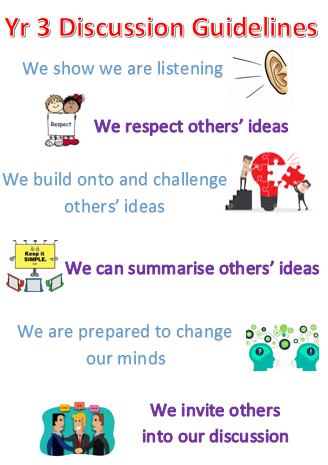 Yr 3 Discussion Guidelines
We show we are listening
Respect
We respect others' ideas
We build onto and challenge
others' ideas
Keep it
SIMPLE.
We can summarise others' ideas
We are prepared to change
our minds
?
!
We invite others
into our discussion